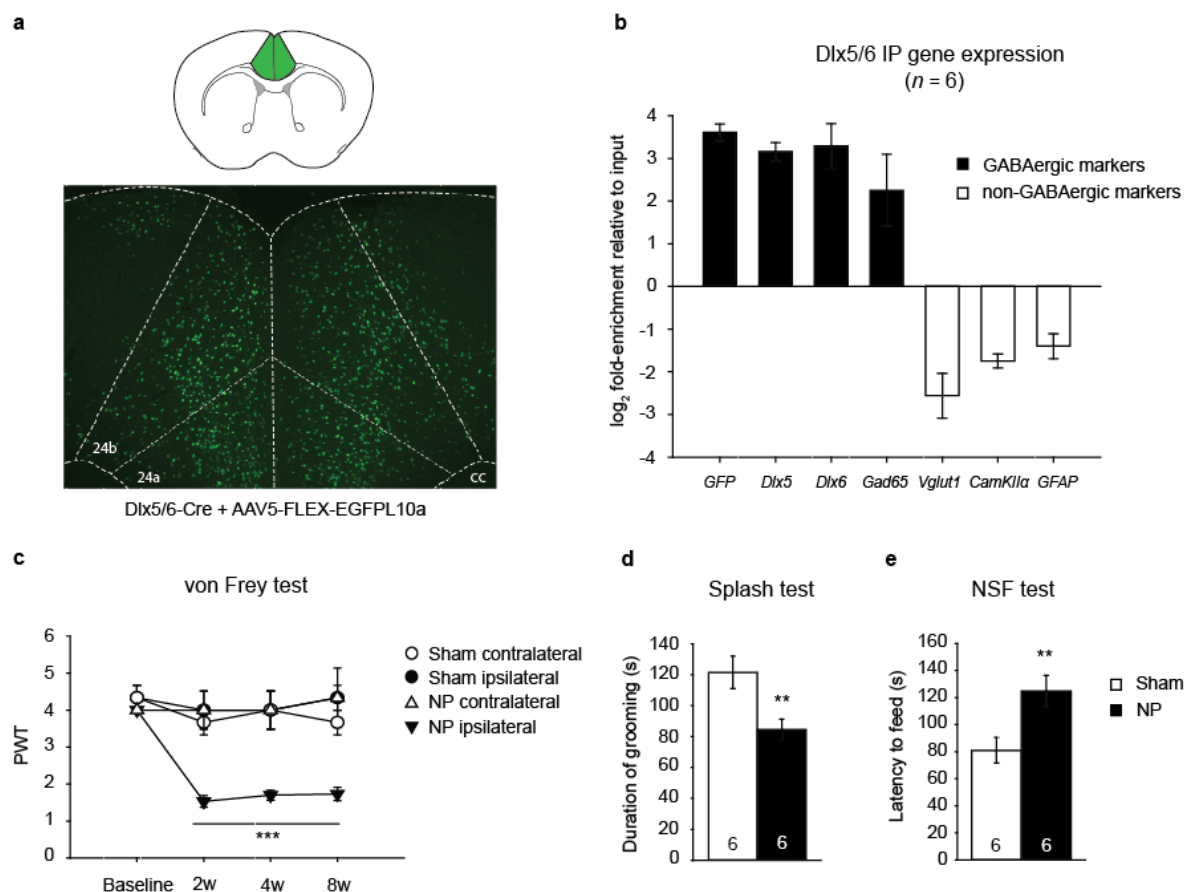 a
24b
24a
cc
Dlx5/6-Cre + AAV5-FLEX-EGFPL10a
b
Dlx5/6 IP gene expression
(n = 6)
log2 fold-enrichment relative to input
4
3
2
1
0
-1
-2
-3
-4
GABAergic markers
non-GABAergic markers
GFP Dlx5 Dlx6 Gad65 Vglut1 CamKIIα GFAP
c
von Frey test
PWT
6
5
4
3
2
1
0
***
Baseline 2w 4w 8w
Sham contralateral
Sham ipsilateral
NP contralateral
NP ipsilateral
d
Splash test
Duration of grooming (s)
140
120
100
80
60
40
20
0
**
6 6
e
NSF test
Latency to feed (s)
160
140
120
100
80
60
40
20
0
**
6 6
Sham
NP